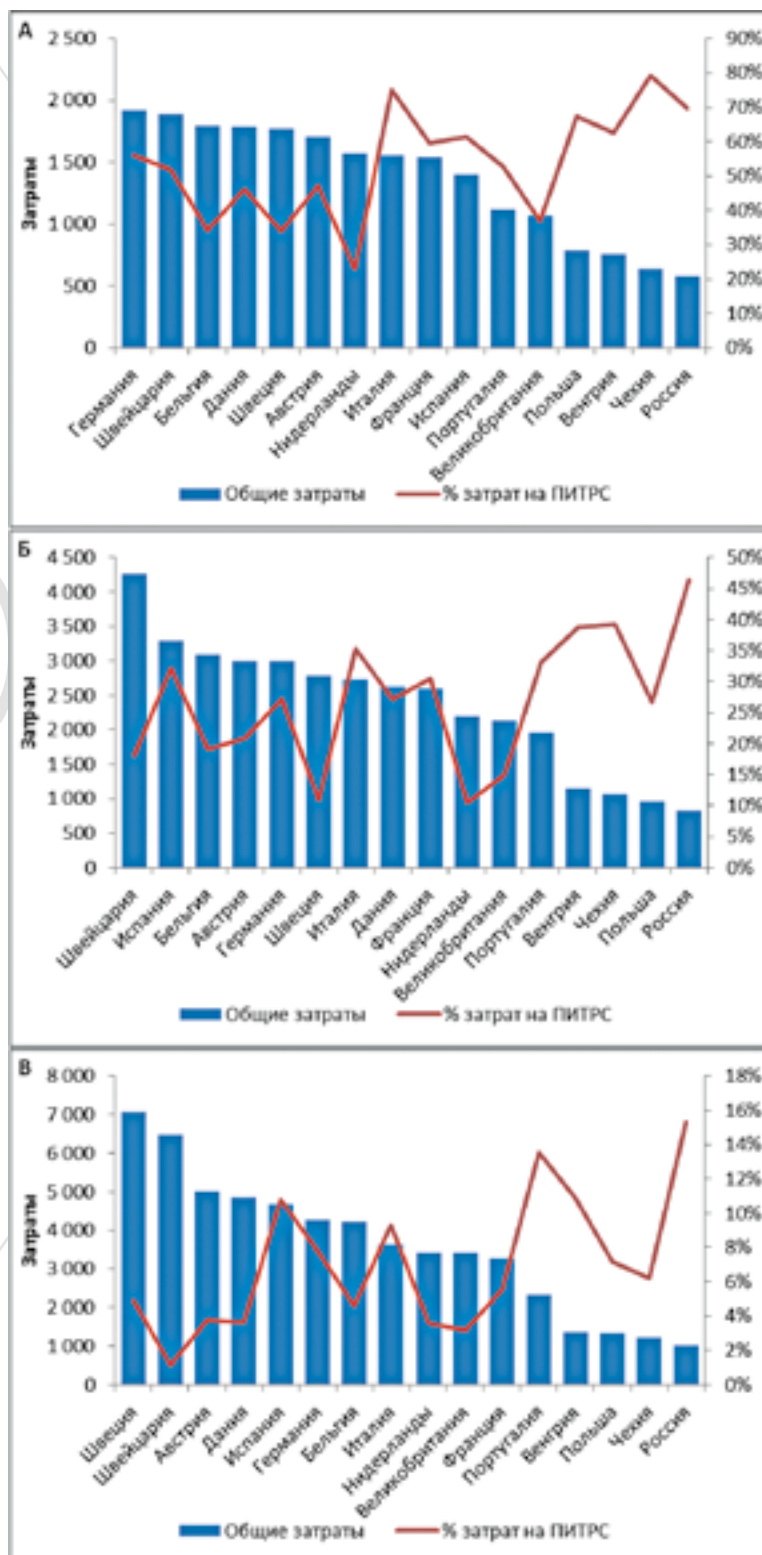 А
2 500
2 000
1 500
1 000
500
0
Затраты
90%
80%
70%
60%
50%
40%
30%
20%
10%
0%
Германия
Швейцария
Бельгия
Дания
Швеция
Австрия
Нидерланды
Италия
Франция
Испания
Португалия
Великобритания
Польша
Венгрия
Чехия
Россия
Общие затраты % затрат на ПИТРС
Б
4 500
4 000
3 500
3 000
2 500
2 000
1 500
1 000
500
0
Затраты
50%
45%
40%
35%
30%
25%
20%
15%
10%
5%
0%
Швейцария
Испания
Бельгия
Австрия
Германия
Швеция
Италия
Дания
Франция
Нидерланды
Великобритания
Португалия
Венгрия
Чехия
Польша
Россия
Общие затраты % затрат на ПИТРС
В
8 000
7 000
6 000
5 000
4 000
3 000
2 000
1 000
0
Затраты
18%
16%
14%
12%
10%
8%
6%
4%
2%
0%
Швеция
Швейцария
Австрия
Дания
Испания
Германия
Бельгия
Италия
Нидерланды
Великобритания
Франция
Португалия
Венгрия
Польша
Чехия
Россия
Общие затраты % затрат на ПИТРС